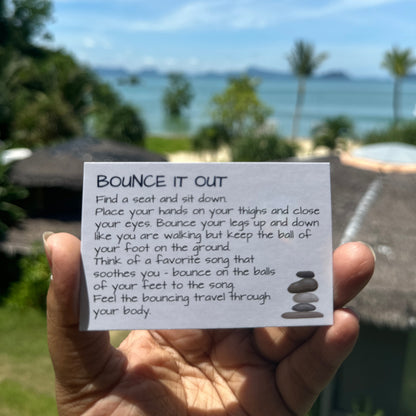 BOUNCE IT OUT
Find a seat and sit down.
Place your hands on your thighs and close
your eyes. Bounce your legs up and down
like you are walking but keep the ball of
your foot on the ground.
Think of a favorite song that
soothes you - bounce on the balls
of your feet to the song.
Feel the bouncing travel through
your body.